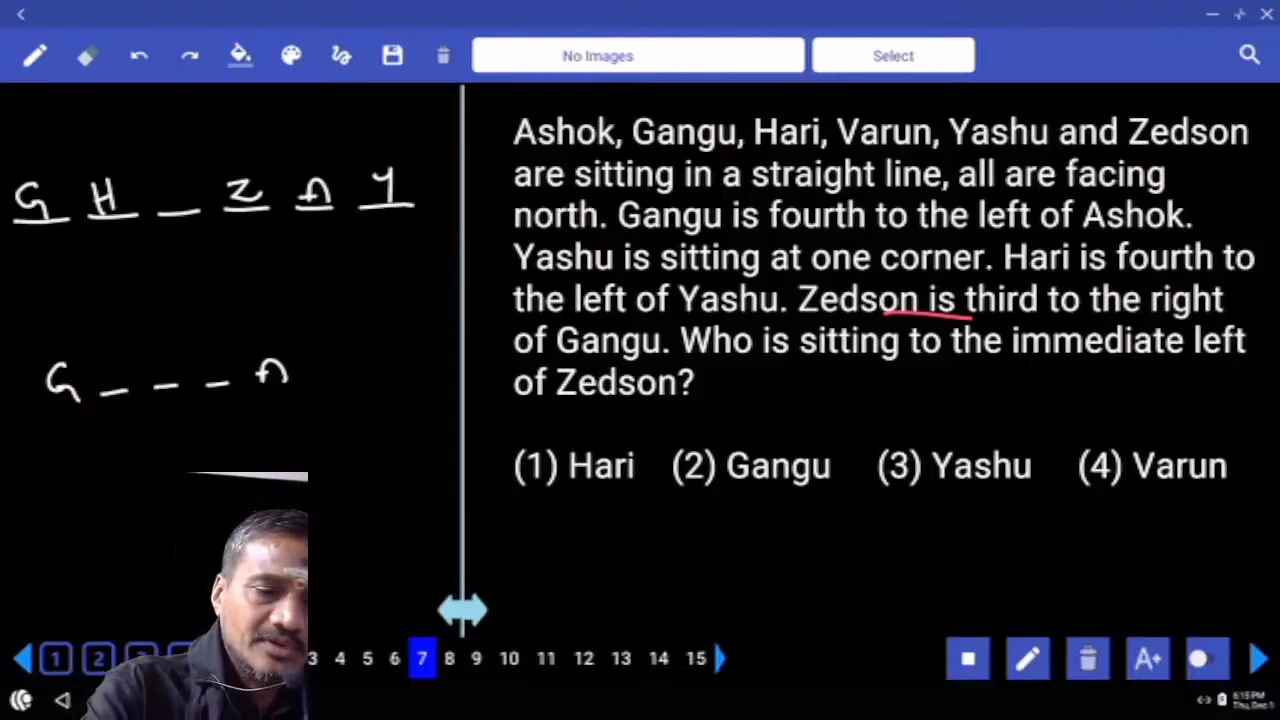 No Images
Select
G H _ Z A Y
G _ _ _ A
Ashok, Gangu, Hari, Varun, Yashu and Zedson
are sitting in a straight line, all are facing
north. Gangu is fourth to the left of Ashok.
Yashu is sitting at one corner. Hari is fourth to
the left of Yashu. Zedson is third to the right
of Gangu. Who is sitting to the immediate left
of Zedson?
(1) Hari (2) Gangu (3) Yashu (4) Varun
1 2 3 4 5 6 7 8 9 10 11 12 13 14 15
A+
6:15 PM